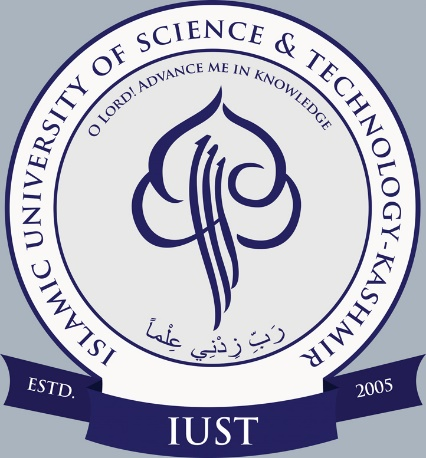 ISLAMIC UNIVERSITY OF SCIENCE & TECHNOLOGY-KASHMIR
O LORD! ADVANCE ME IN KNOWLEDGE
رَبِّ زِدْنِي عِلْماً
ESTD.
2005
IUST